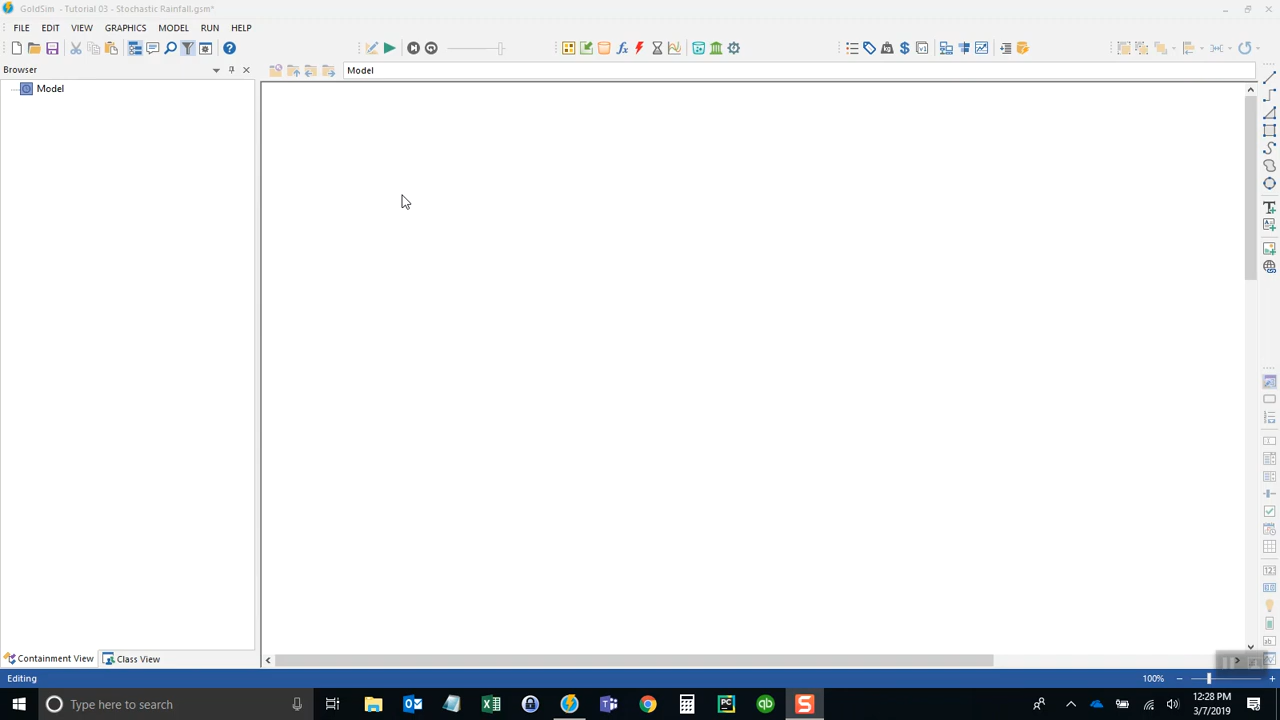 GoldSim - Tutorial 03 - Stochastic Rainfall.gsm*
FILE EDIT VIEW GRAPHICS MODEL RUN HELP
Browser
Model
Model
Containment View
Class View
Editing
100%
Type here to search
12:28 PM
3/7/2019